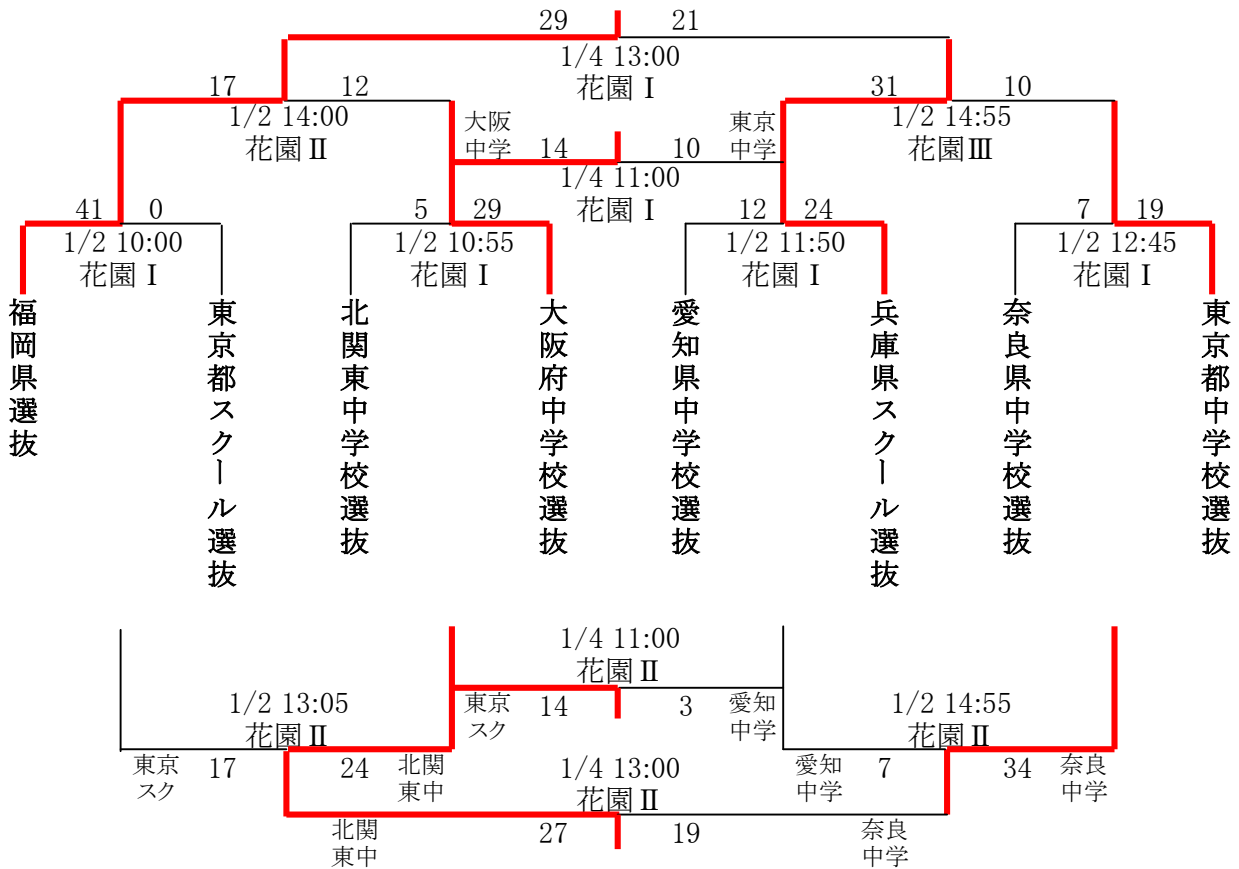 29 21
1/4 13:00
花園Ⅰ
17 12
1/2 14:00
花園Ⅱ
31 10
1/2 14:55
花園Ⅲ
大阪
中学
14 10
東京
中学
1/4 11:00
花園Ⅰ
41 0
1/2 10:00
花園Ⅰ
5 29
1/2 10:55
花園Ⅰ
12 24
1/2 11:50
花園Ⅰ
7 19
1/2 12:45
花園Ⅰ
福岡県選抜
東京都スクール選抜
北関東中学校選抜
大阪府中学校選抜
愛知県中学校選抜
兵庫県スクール選抜
奈良県中学校選抜
東京都中学校選抜
1/4 11:00
花園Ⅱ
東京
スク
14 3
愛知
中学
1/2 13:05
花園Ⅱ
東京
スク
17 24
北関
東中
1/2 14:55
花園Ⅱ
愛知
中学
7 34
奈良
中学
1/4 13:00
花園Ⅱ
北関
東中
27 19
奈良
中学